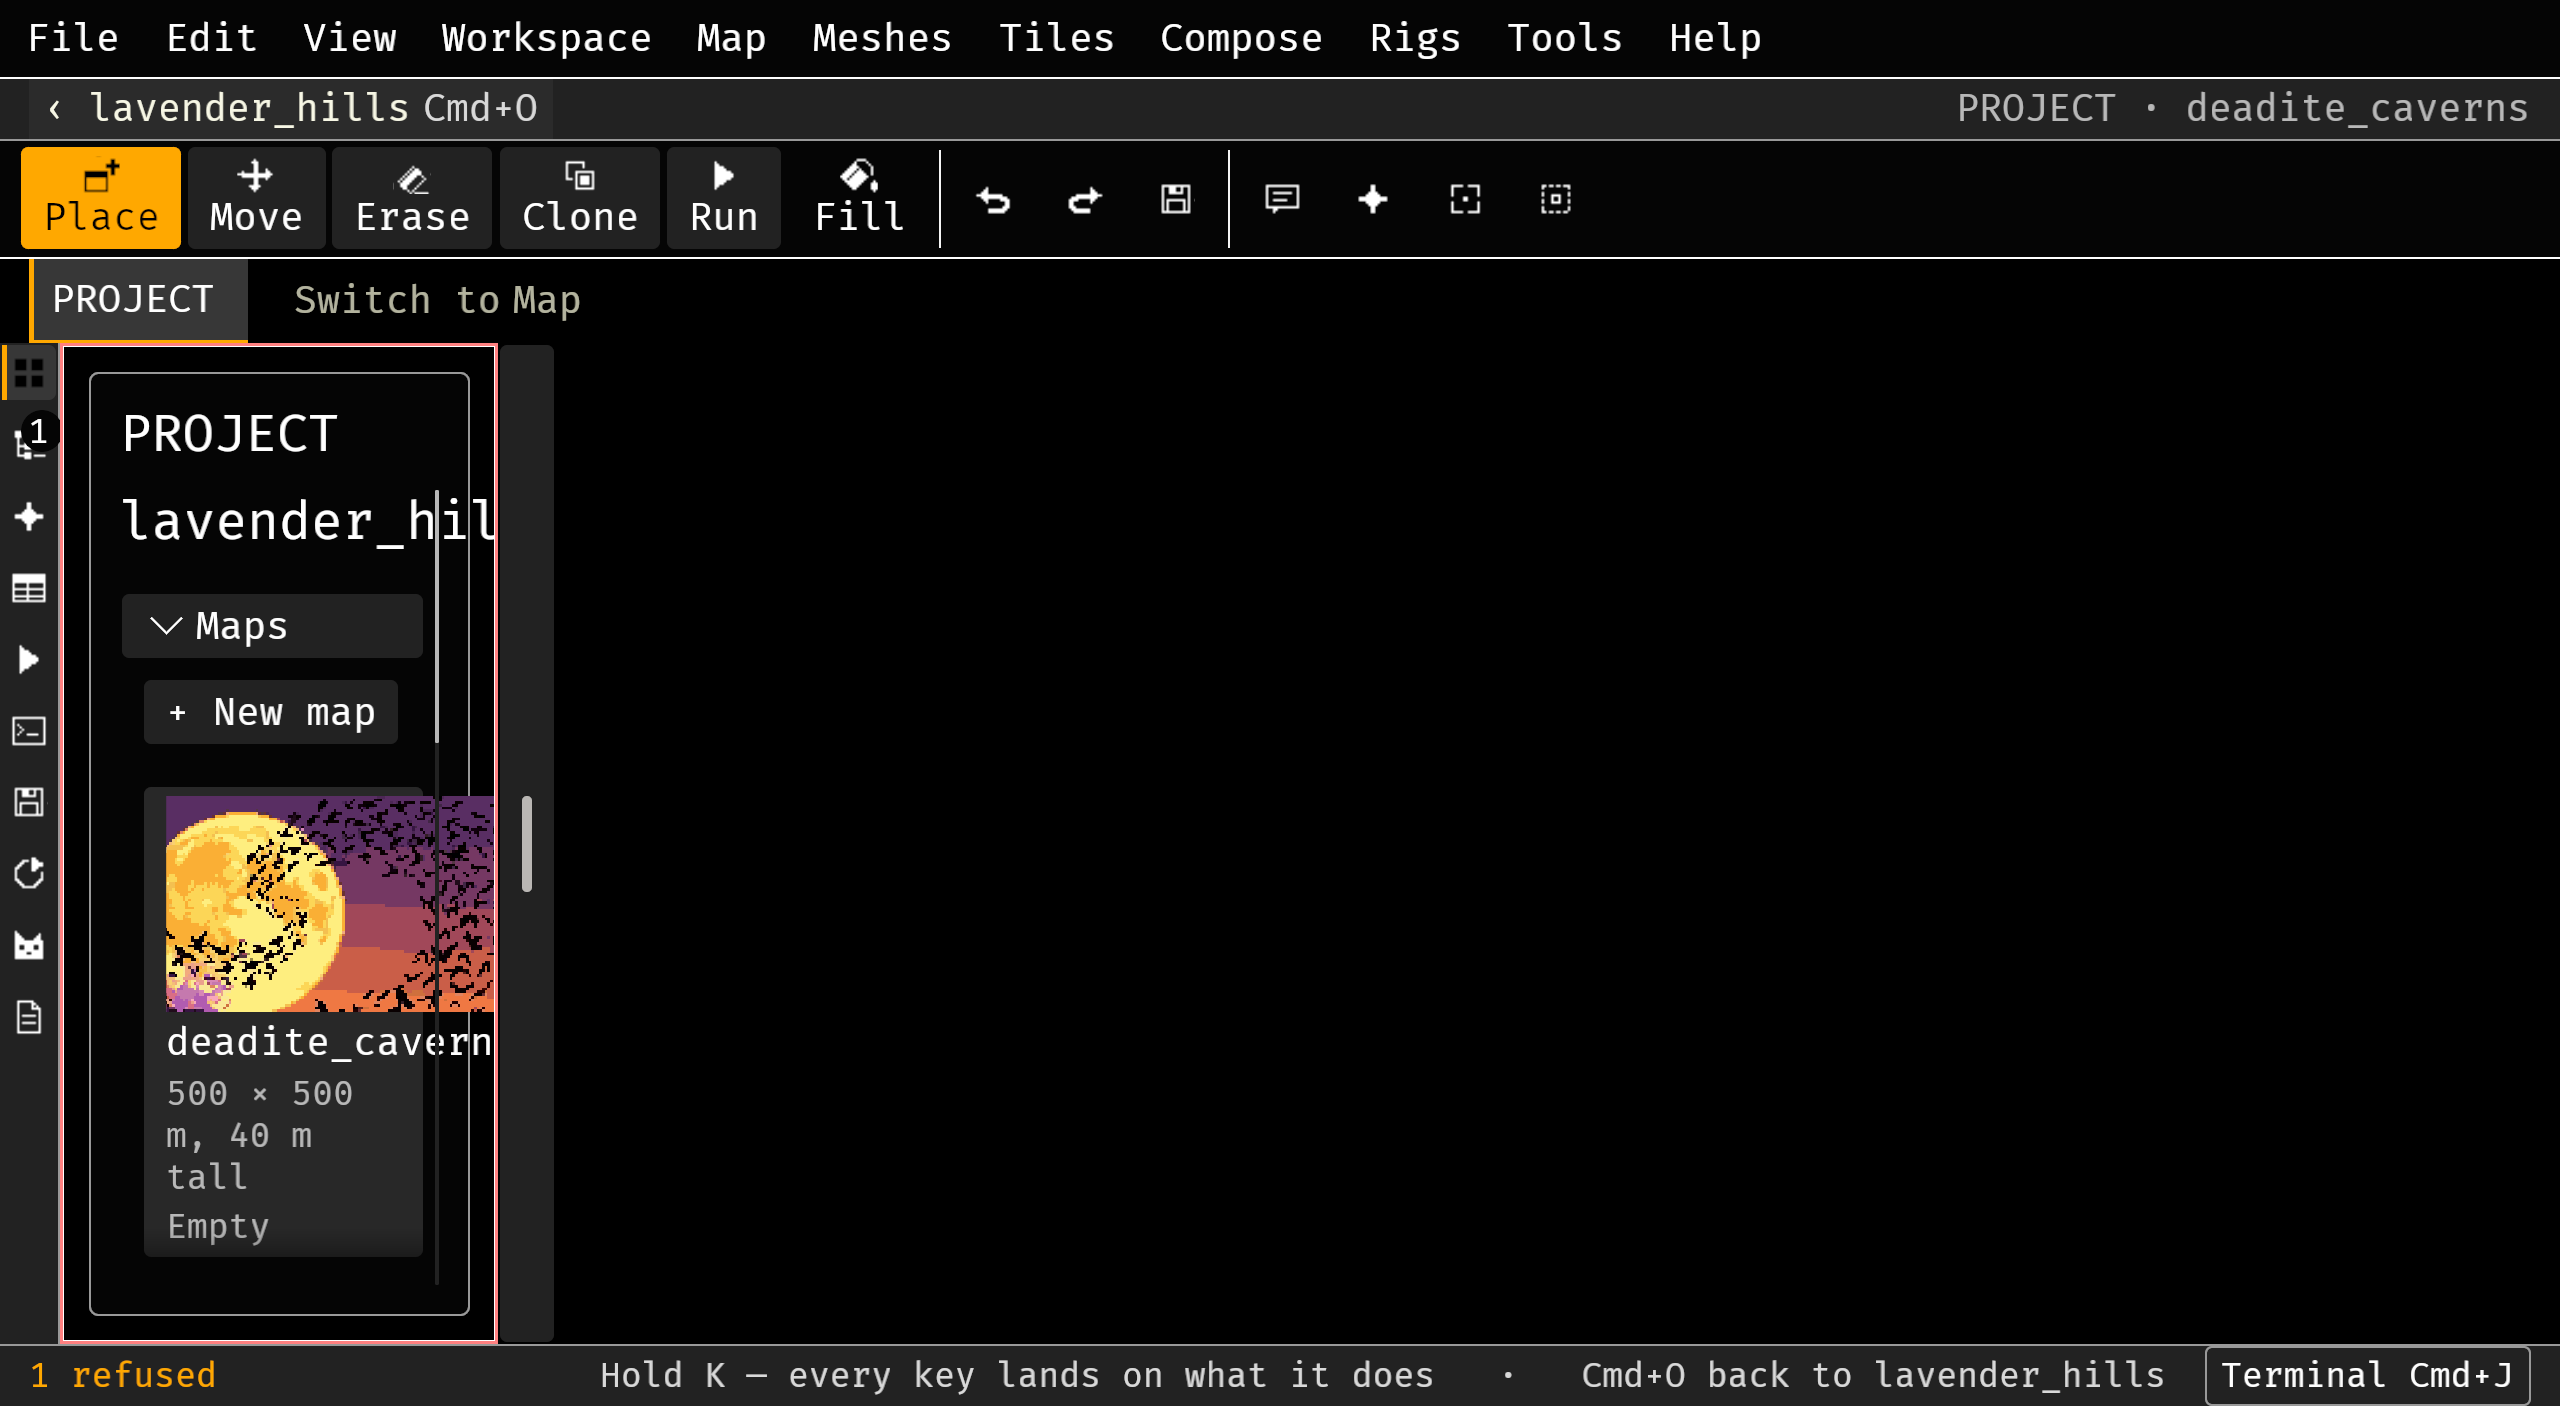 File Edit View Workspace Map Meshes Tiles Compose Rigs Tools Help
‹ lavender_hills Cmd+O PROJECT · deadite_caverns
Place Move Erase Clone Run Fill
PROJECT Switch to Map
1
PROJECT
lavender_hil
Maps
+ New map
deadite_cavern
500 × 500
m, 40 m
tall
Empty
1 refused Hold K — every key lands on what it does · Cmd+O back to lavender_hills Terminal Cmd+J